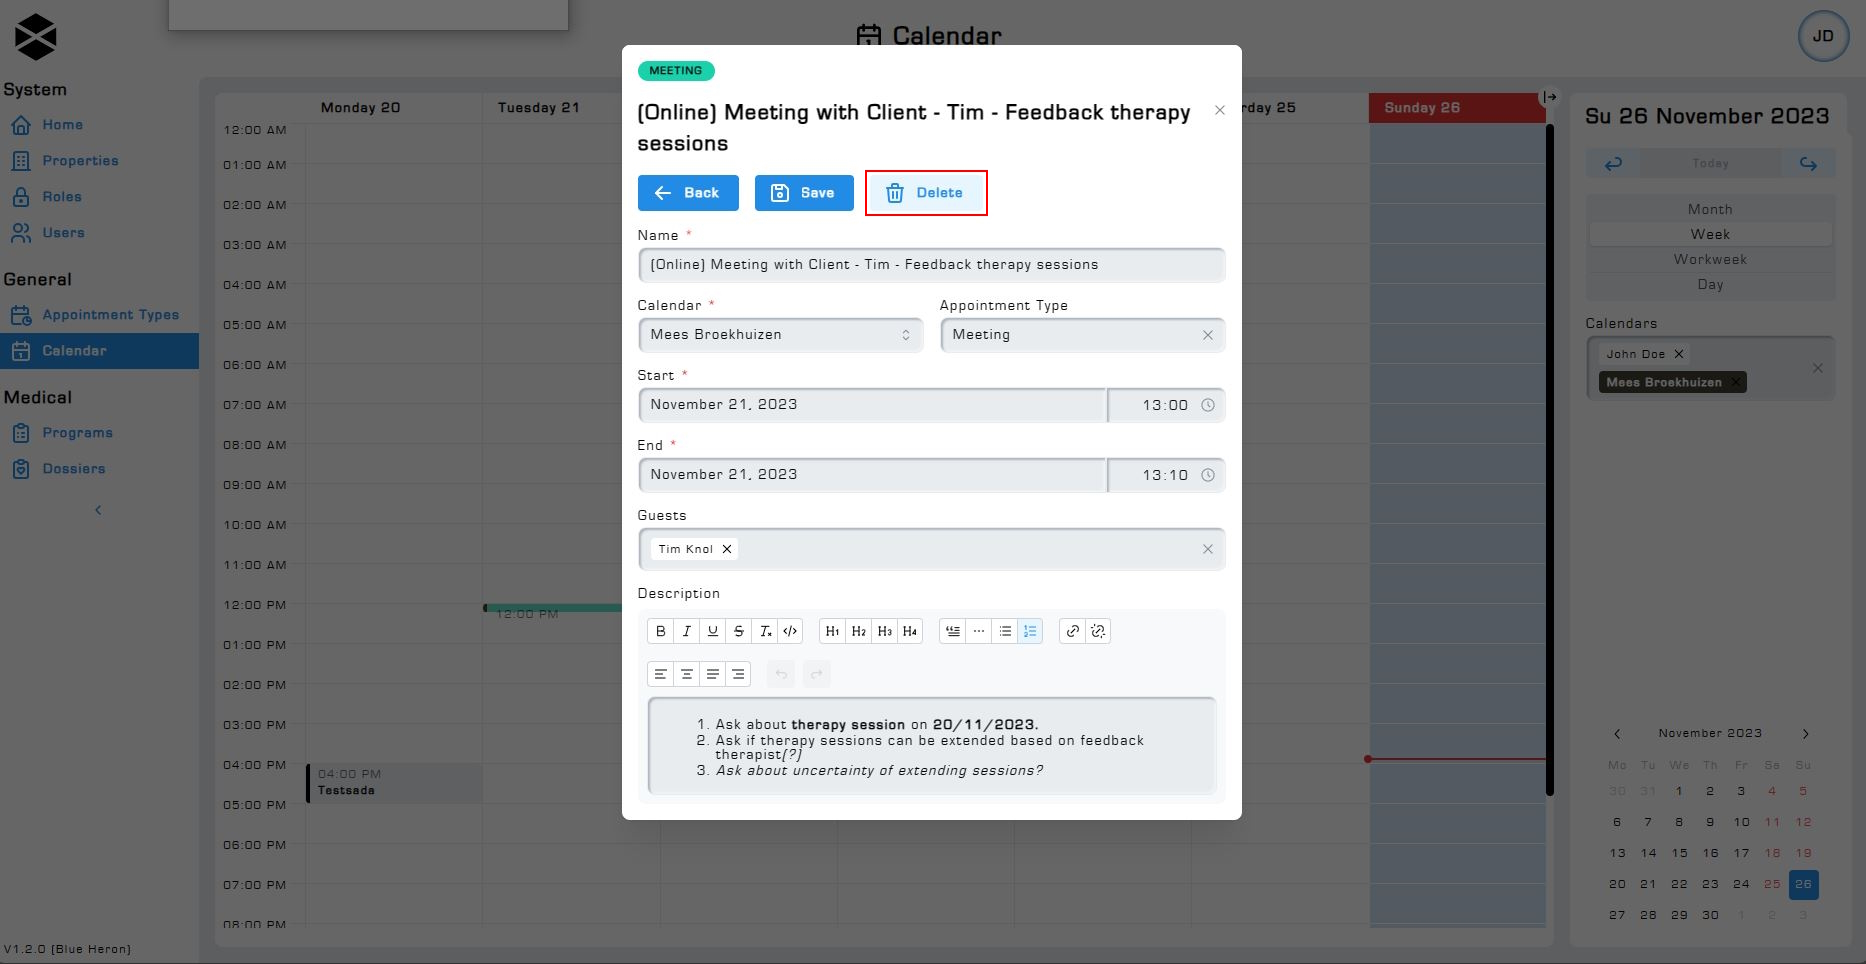 Calendar
JD
System
Home
Properties
Roles
Users
General
Appointment Types
Calendar
Medical
Programs
Dossiers
V1.2.0 (Blue Heron)
Monday 20
Tuesday 21
rday 25
Sunday 26
12:00 AM
01:00 AM
02:00 AM
03:00 AM
04:00 AM
05:00 AM
06:00 AM
07:00 AM
08:00 AM
09:00 AM
10:00 AM
11:00 AM
12:00 PM
01:00 PM
02:00 PM
03:00 PM
04:00 PM
05:00 PM
06:00 PM
07:00 PM
08:00 PM
12:00 PM
04:00 PM
Testsada
MEETING
(Online) Meeting with Client - Tim - Feedback therapy
sessions
Back
Save
Delete
Name *
(Online) Meeting with Client - Tim - Feedback therapy sessions
Calendar *
Appointment Type
Mees Broekhuizen
Meeting
Start *
November 21, 2023
13:00
End *
November 21, 2023
13:10
Guests
Tim Knol
Description
B I U S Tx </> H1 H2 H3 H4
1. Ask about therapy session on 20/11/2023.
2. Ask if therapy sessions can be extended based on feedback
therapist(?)
3. Ask about uncertainty of extending sessions?
Su 26 November 2023
Today
Month
Week
Workweek
Day
Calendars
John Doe
Mees Broekhuizen
November 2023
Mo Tu We Th Fr Sa Su
30 31 1 2 3 4 5
6 7 8 9 10 11 12
13 14 15 16 17 18 19
20 21 22 23 24 25 26
27 28 29 30 1 2 3